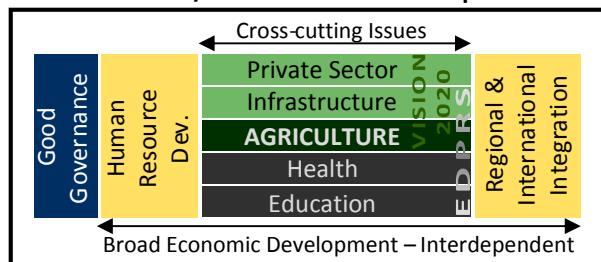 Cross-cutting Issues
Good
Governance
Human
Resource
Dev.
Private Sector
Infrastructure
AGRICULTURE
Health
Education
VISION
2020
EDPRS
Regional &
International
Integration
Broad Economic Development – Interdependent